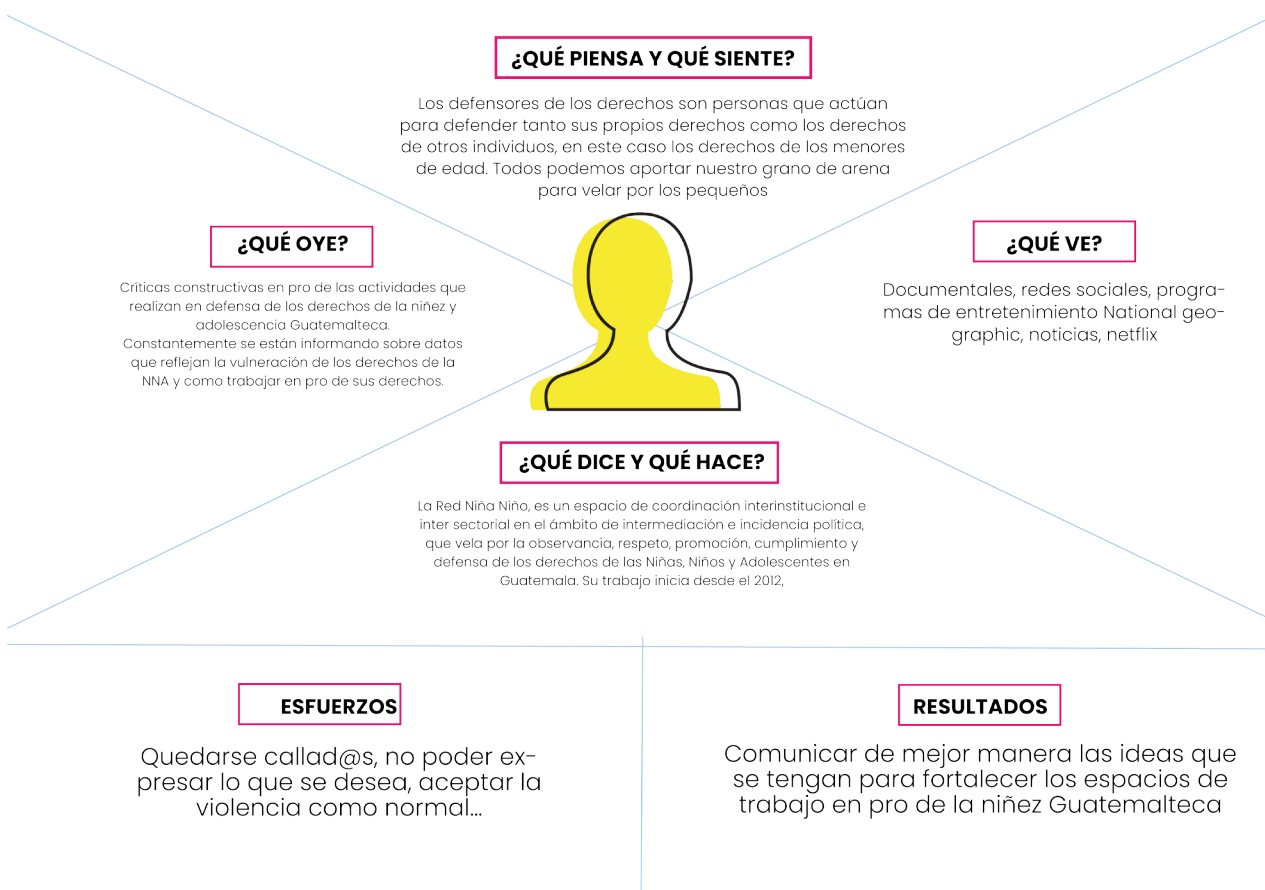 ¿QUÉ PIENSA Y QUÉ SIENTE?
Los defensores de los derechos son personas que actúan
para defender tanto sus propios derechos como los derechos
de otros individuos, en este caso los derechos de los menores
de edad. Todos podemos aportar nuestro grano de arena
para velar por los pequeños
¿QUÉ OYE?
Críticas constructivas en pro de las actividades que
realizan en defensa de los derechos de la niñez y
adolescencia Guatemalteca.
Constantemente se están informando sobre datos
que reflejan la vulneración de los derechos de la
NNA y como trabajar en pro de sus derechos.
¿QUÉ VE?
Documentales, redes sociales, progra-
mas de entretenimiento National geo-
graphic, noticias, netflix
¿QUÉ DICE Y QUÉ HACE?
La Red Niña Niño, es un espacio de coordinación interinstitucional e
inter sectorial en el ámbito de intermediación e incidencia política,
que vela por la observancia, respeto, promoción, cumplimiento y
defensa de los derechos de las Niñas, Niños y Adolescentes en
Guatemala. Su trabajo inicia desde el 2012,
ESFUERZOS
Quedarse callad@s, no poder ex-
presar lo que se desea, aceptar la
violencia como normal...
RESULTADOS
Comunicar de mejor manera las ideas que
se tengan para fortalecer los espacios de
trabajo en pro de la niñez Guatemalteca